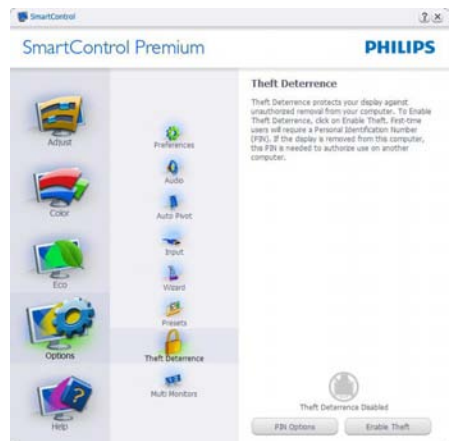 SmartControl
SmartControl Premium
PHILIPS
Adjust
Color
Eco
Options
Help
Preferences
Audio
Auto Pivot
Input
Wizard
Presets
Theft Deterrence
Multi Monitors
Theft Deterrence
Theft Deterrence protects your display against
unauthorized removal from your computer. To Enable
Theft Deterrence, click on Enable Theft. First-time
users will require a Personal Identification Number
(PIN). If the display is removed from this computer,
this PIN is needed to authorize use on another
computer.
Theft Deterrence Disabled
PIN Options
Enable Theft